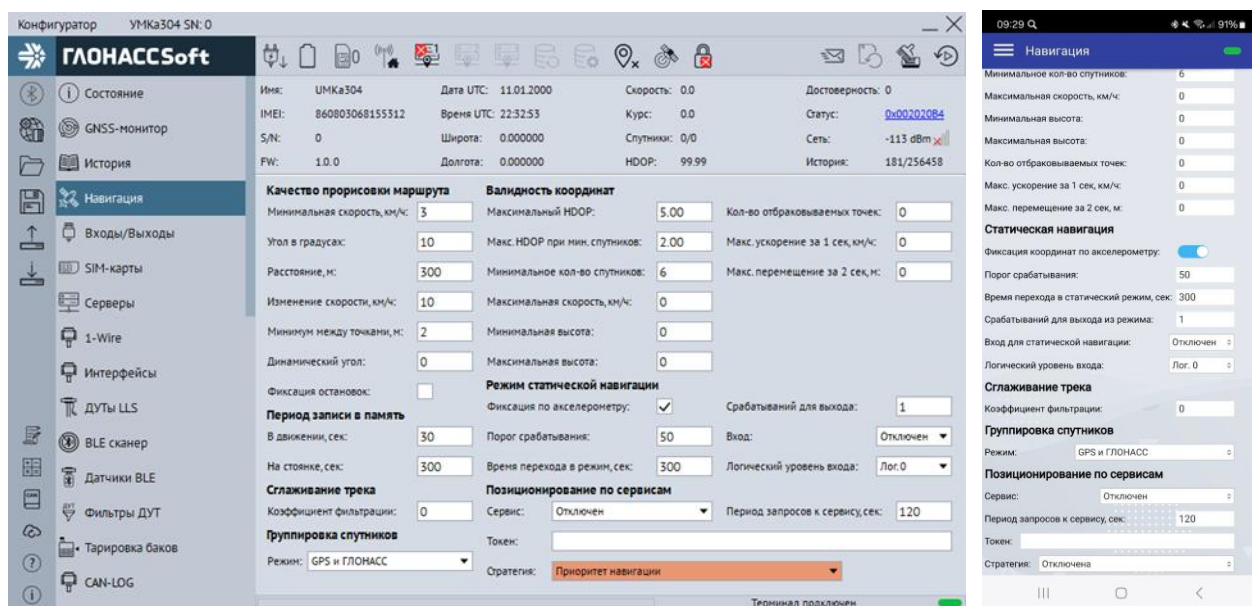 Конфигуратор УМКа304 SN: 0
ГЛОНАССSoft
Состояние
GNSS-монитор
История
Навигация
Входы/Выходы
SIM-карты
Серверы
1-Wire
Интерфейсы
ДУТы LLS
BLE сканер
Датчики BLE
Фильтры ДУТ
Тарировка баков
CAN-LOG
Имя: УМКа304 Дата UTC: 11.01.2000 Скорость: 0.0 Достоверность: 0
IMEI: 860803068155312 Время UTC: 22:32:53 Курс: 0.0 Статус: 0x002020B4
S/N: 0 Широта: 0.000000 Спутники: 0/0 Сеть: -113 dBm
FW: 1.0.0 Долгота: 0.000000 HDOP: 99.99 История: 181/256458
Качество прорисовки маршрута
Минимальная скорость, км/ч: 3
Угол в градусах: 10
Расстояние, м: 300
Изменение скорости, км/ч: 10
Минимум между точками, м: 2
Динамический угол: 0
Фиксация остановок:
Период записи в память
В движении, сек: 30
На стоянке, сек: 300
Сглаживание трека
Коэффициент фильтрации: 0
Группировка спутников
Режим: GPS и ГЛОНАСС
Валидность координат
Максимальный HDOP: 5.00 Кол-во отбраковываемых точек: 0
Макс. HDOP при мин. спутников: 2.00 Макс. ускорение за 1 сек, км/ч: 0
Минимальное кол-во спутников: 6 Макс. перемещение за 2 сек, м: 0
Максимальная скорость, км/ч: 0
Минимальная высота: 0
Максимальная высота: 0
Режим статической навигации
Фиксация по акселерометру: Срабатываний для выхода: 1
Порог срабатывания: 50 Вход: Отключен
Время перехода в режим, сек: 300 Логический уровень входа: Лог.0
Позиционирование по сервисам
Сервис: Отключен Период запросов к сервису, сек: 120
Токен:
Стратегия: Приоритет навигации
Терминал подключен
09:29 91%
Навигация
Минимальное кол-во спутников: 6
Максимальная скорость, км/ч: 0
Минимальная высота: 0
Максимальная высота: 0
Кол-во отбраковываемых точек: 0
Макс. ускорение за 1 сек, км/ч: 0
Макс. перемещение за 2 сек, м: 0
Статическая навигация
Фиксация координат по акселерометру:
Порог срабатывания: 50
Время перехода в статический режим, сек: 300
Срабатываний для выхода из режима: 1
Вход для статической навигации: Отключен
Логический уровень входа: Лог. 0
Сглаживание трека
Коэффициент фильтрации: 0
Группировка спутников
Режим: GPS и ГЛОНАСС
Позиционирование по сервисам
Сервис: Отключен
Период запросов к сервису, сек: 120
Токен:
Стратегия: Отключена